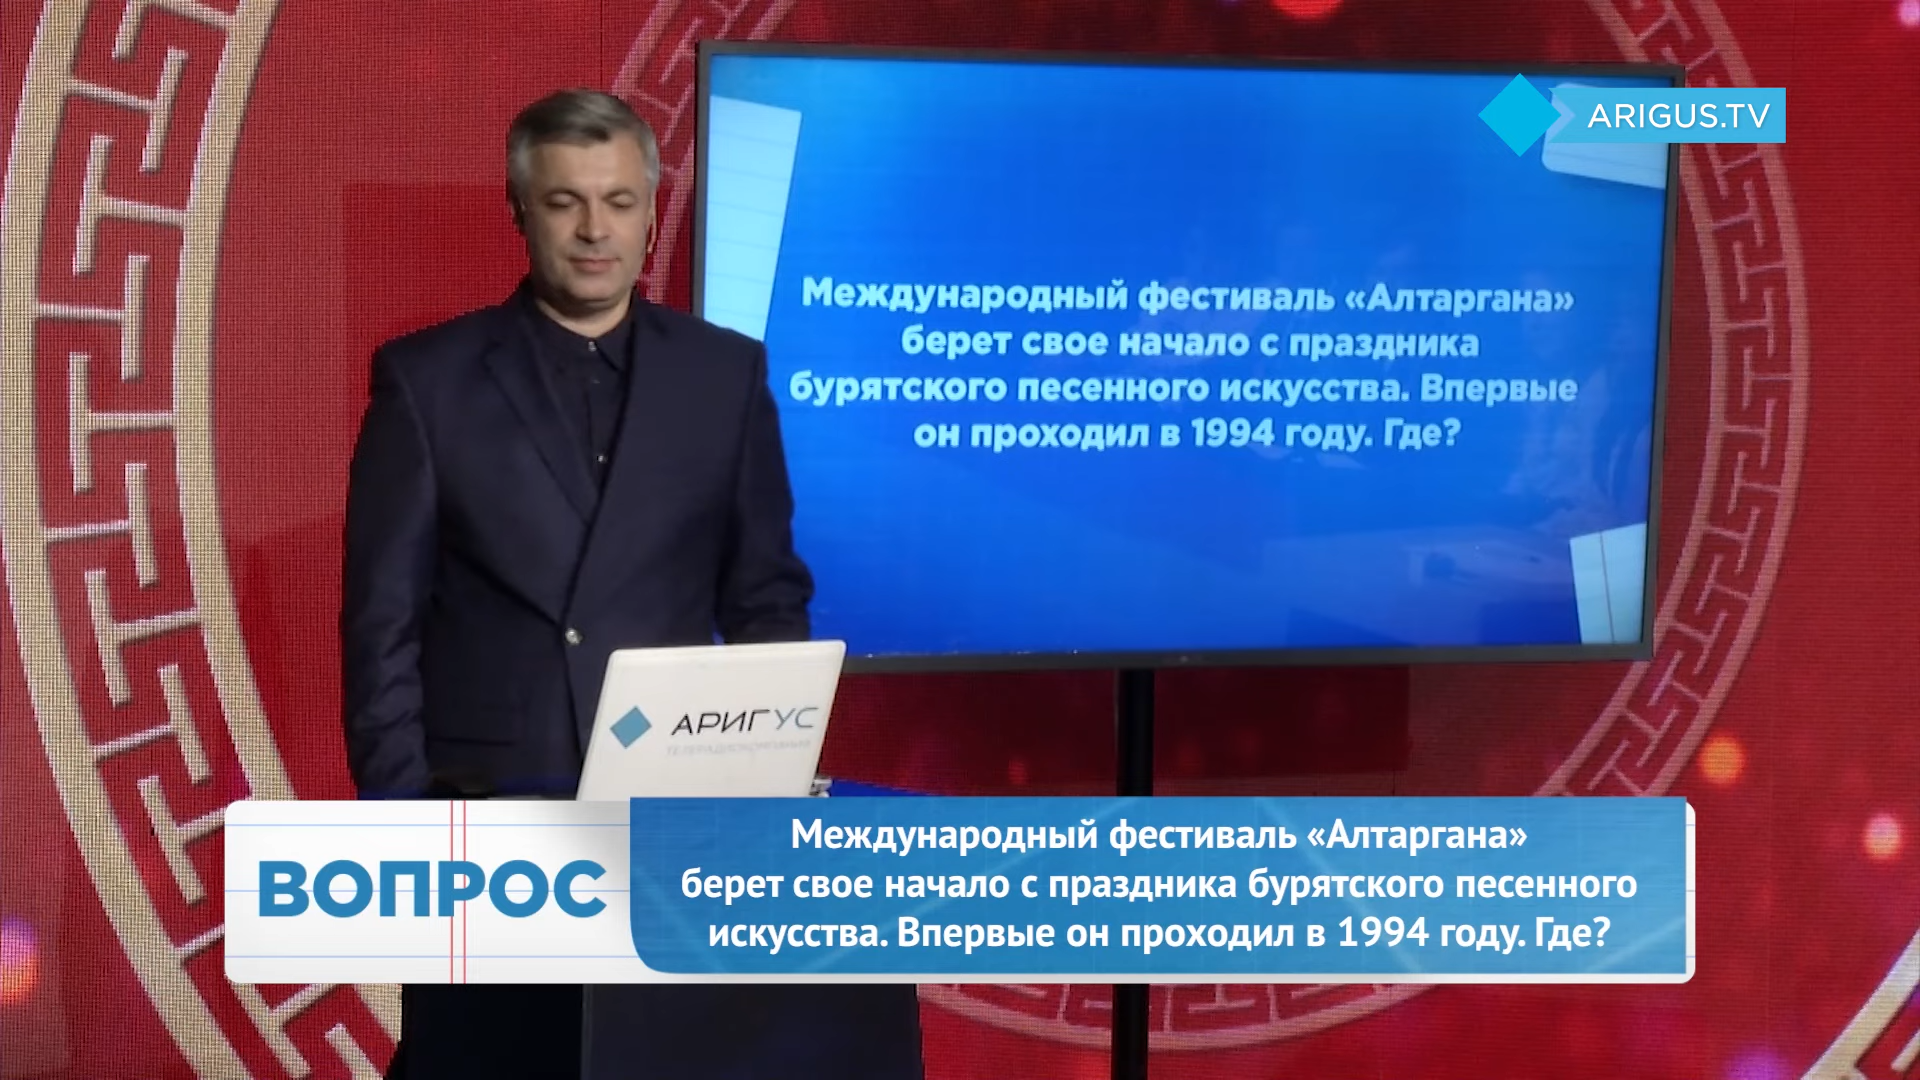 ARIGUS.TV
Международный фестиваль «Алтаргана»
берет свое начало с праздника
бурятского песенного искусства. Впервые
он проходил в 1994 году. Где?
АРИГУС
ТЕЛЕРАДИОКОМПАНИЯ
ВОПРОС
Международный фестиваль «Алтаргана»
берет свое начало с праздника бурятского песенного
искусства. Впервые он проходил в 1994 году. Где?